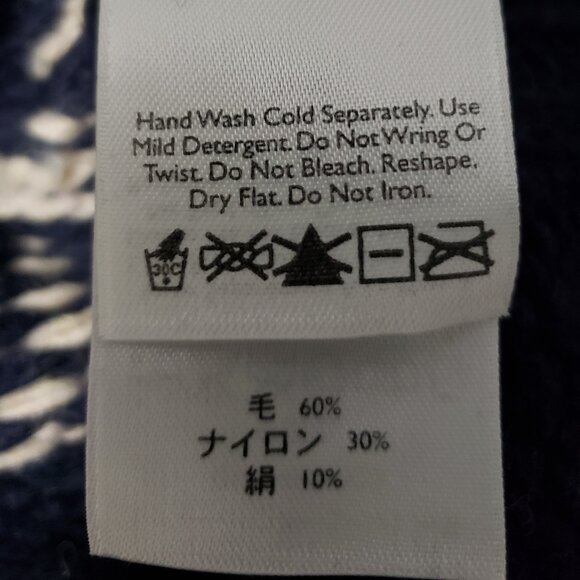 Hand Wash Cold Separately. Use
Mild Detergent. Do Not Wring Or
Twist. Do Not Bleach. Reshape.
Dry Flat. Do Not Iron.
30C
毛 60%
ナイロン 30%
絹 10%